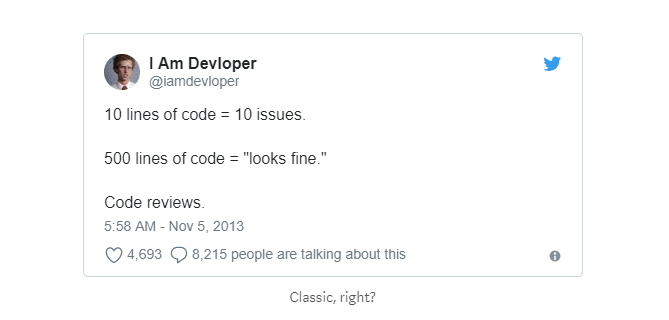 I Am Devloper
@iamdevloper
10 lines of code = 10 issues.
500 lines of code = "looks fine."
Code reviews.
5:58 AM - Nov 5, 2013
4,693 8,215 people are talking about this
Classic, right?